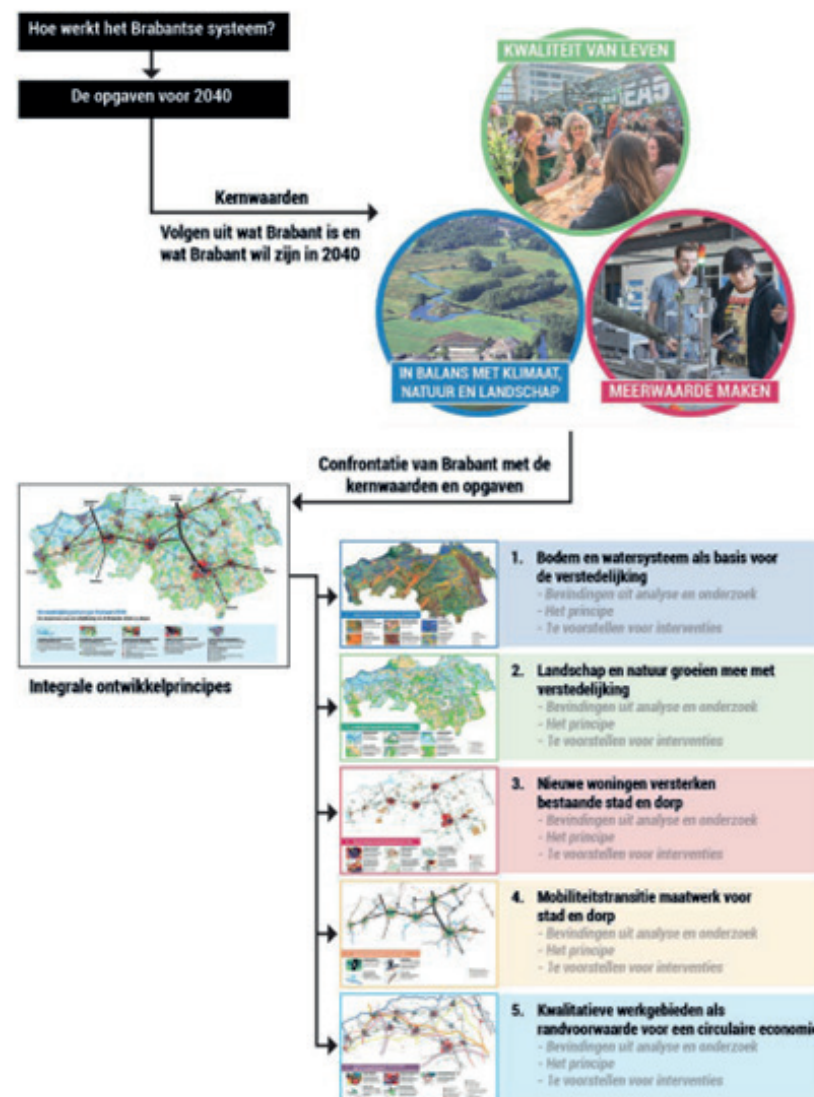 Hoe werkt het Brabantse systeem?
De opgaven voor 2040
Kernwaarden
Volgen uit wat Brabant is en
wat Brabant wil zijn in 2040
KWALITEIT VAN LEVEN
EAS
IN BALANS MET KLIMAAT,
NATUUR EN LANDSCHAP
MEERWAARDE MAKEN
Confrontatie van Brabant met de
kernwaarden en opgaven
Integrale ontwikkelprincipes
1. Bodem en watersysteem als basis voor
de verstedelijking
- Bevindingen uit analyse en onderzoek
- Het principe
- 1e voorstellen voor interventies
2. Landschap en natuur groeien mee met
verstedelijking
- Bevindingen uit analyse en onderzoek
- Het principe
- 1e voorstellen voor interventies
3. Nieuwe woningen versterken
bestaande stad en dorp
- Bevindingen uit analyse en onderzoek
- Het principe
- 1e voorstellen voor interventies
4. Mobiliteitstransitie maatwerk voor
stad en dorp
- Bevindingen uit analyse en onderzoek
- Het principe
- 1e voorstellen voor interventies
5. Kwalitatieve werkgebieden als
randvoorwaarde voor een circulaire economie
- Bevindingen uit analyse en onderzoek
- Het principe
- 1e voorstellen voor interventies